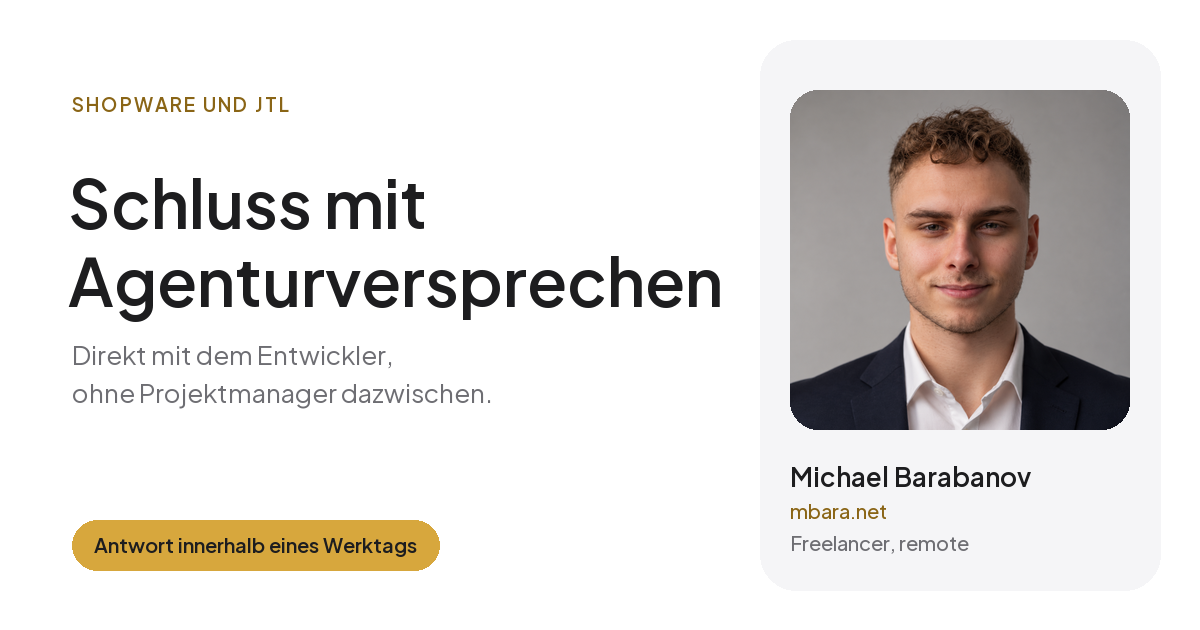 SHOPWARE UND JTL
Schluss mit
Agenturversprechen
Direkt mit dem Entwickler,
ohne Projektmanager dazwischen.
Antwort innerhalb eines Werktags
Michael Barabanov
mbara.net
Freelancer, remote